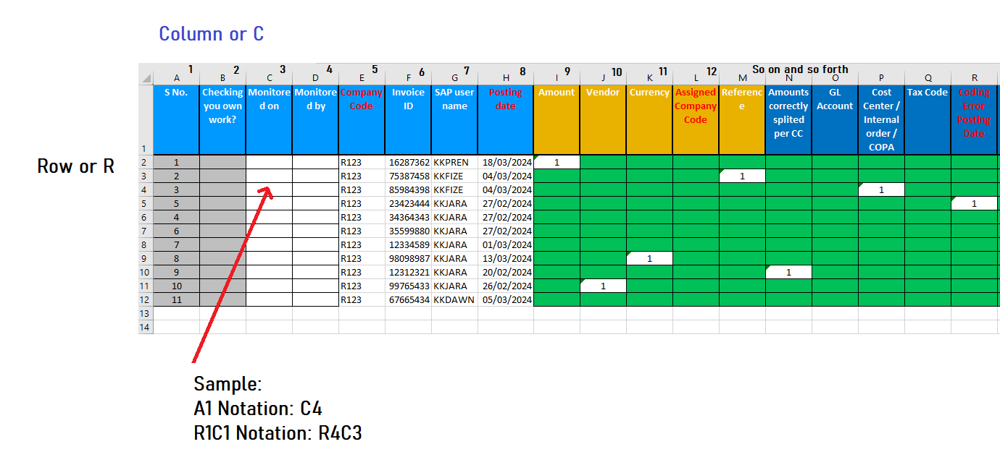 Column or C
1 2 3 4 5 6 7 8 9 10 11 12 So on and so forth
A B C D E F G H I J K L M N O P Q R
S No. Checking Monitore Monitore Company Invoice SAP user Posting Amount Vendor Currency Assigned Referenc Amounts GL Cost Tax Code Coding
you own d on d by Code ID name date Company e correctly Account Center / Error
work? Code splited Internal Posting
per CC order / Date
1 COPA
Row or R
2 1 R123 16287362 KKPREN 18/03/2024 1
3 2 R123 75387458 KKFIZE 04/03/2024 1
4 3 R123 85984398 KKFIZE 04/03/2024 1
5 5 R123 23423444 KKJARA 27/02/2024 1
6 4 R123 34364343 KKJARA 27/02/2024
7 6 R123 35599880 KKJARA 27/02/2024
8 7 R123 12334589 KKJARA 01/03/2024
9 8 R123 98098987 KKJARA 13/03/2024 1
10 9 R123 12312321 KKJARA 20/02/2024 1
11 10 R123 99765433 KKJARA 26/02/2024 1
12 11 R123 67665434 KKDAWN 05/03/2024
13
14
Sample:
A1 Notation: C4
R1C1 Notation: R4C3